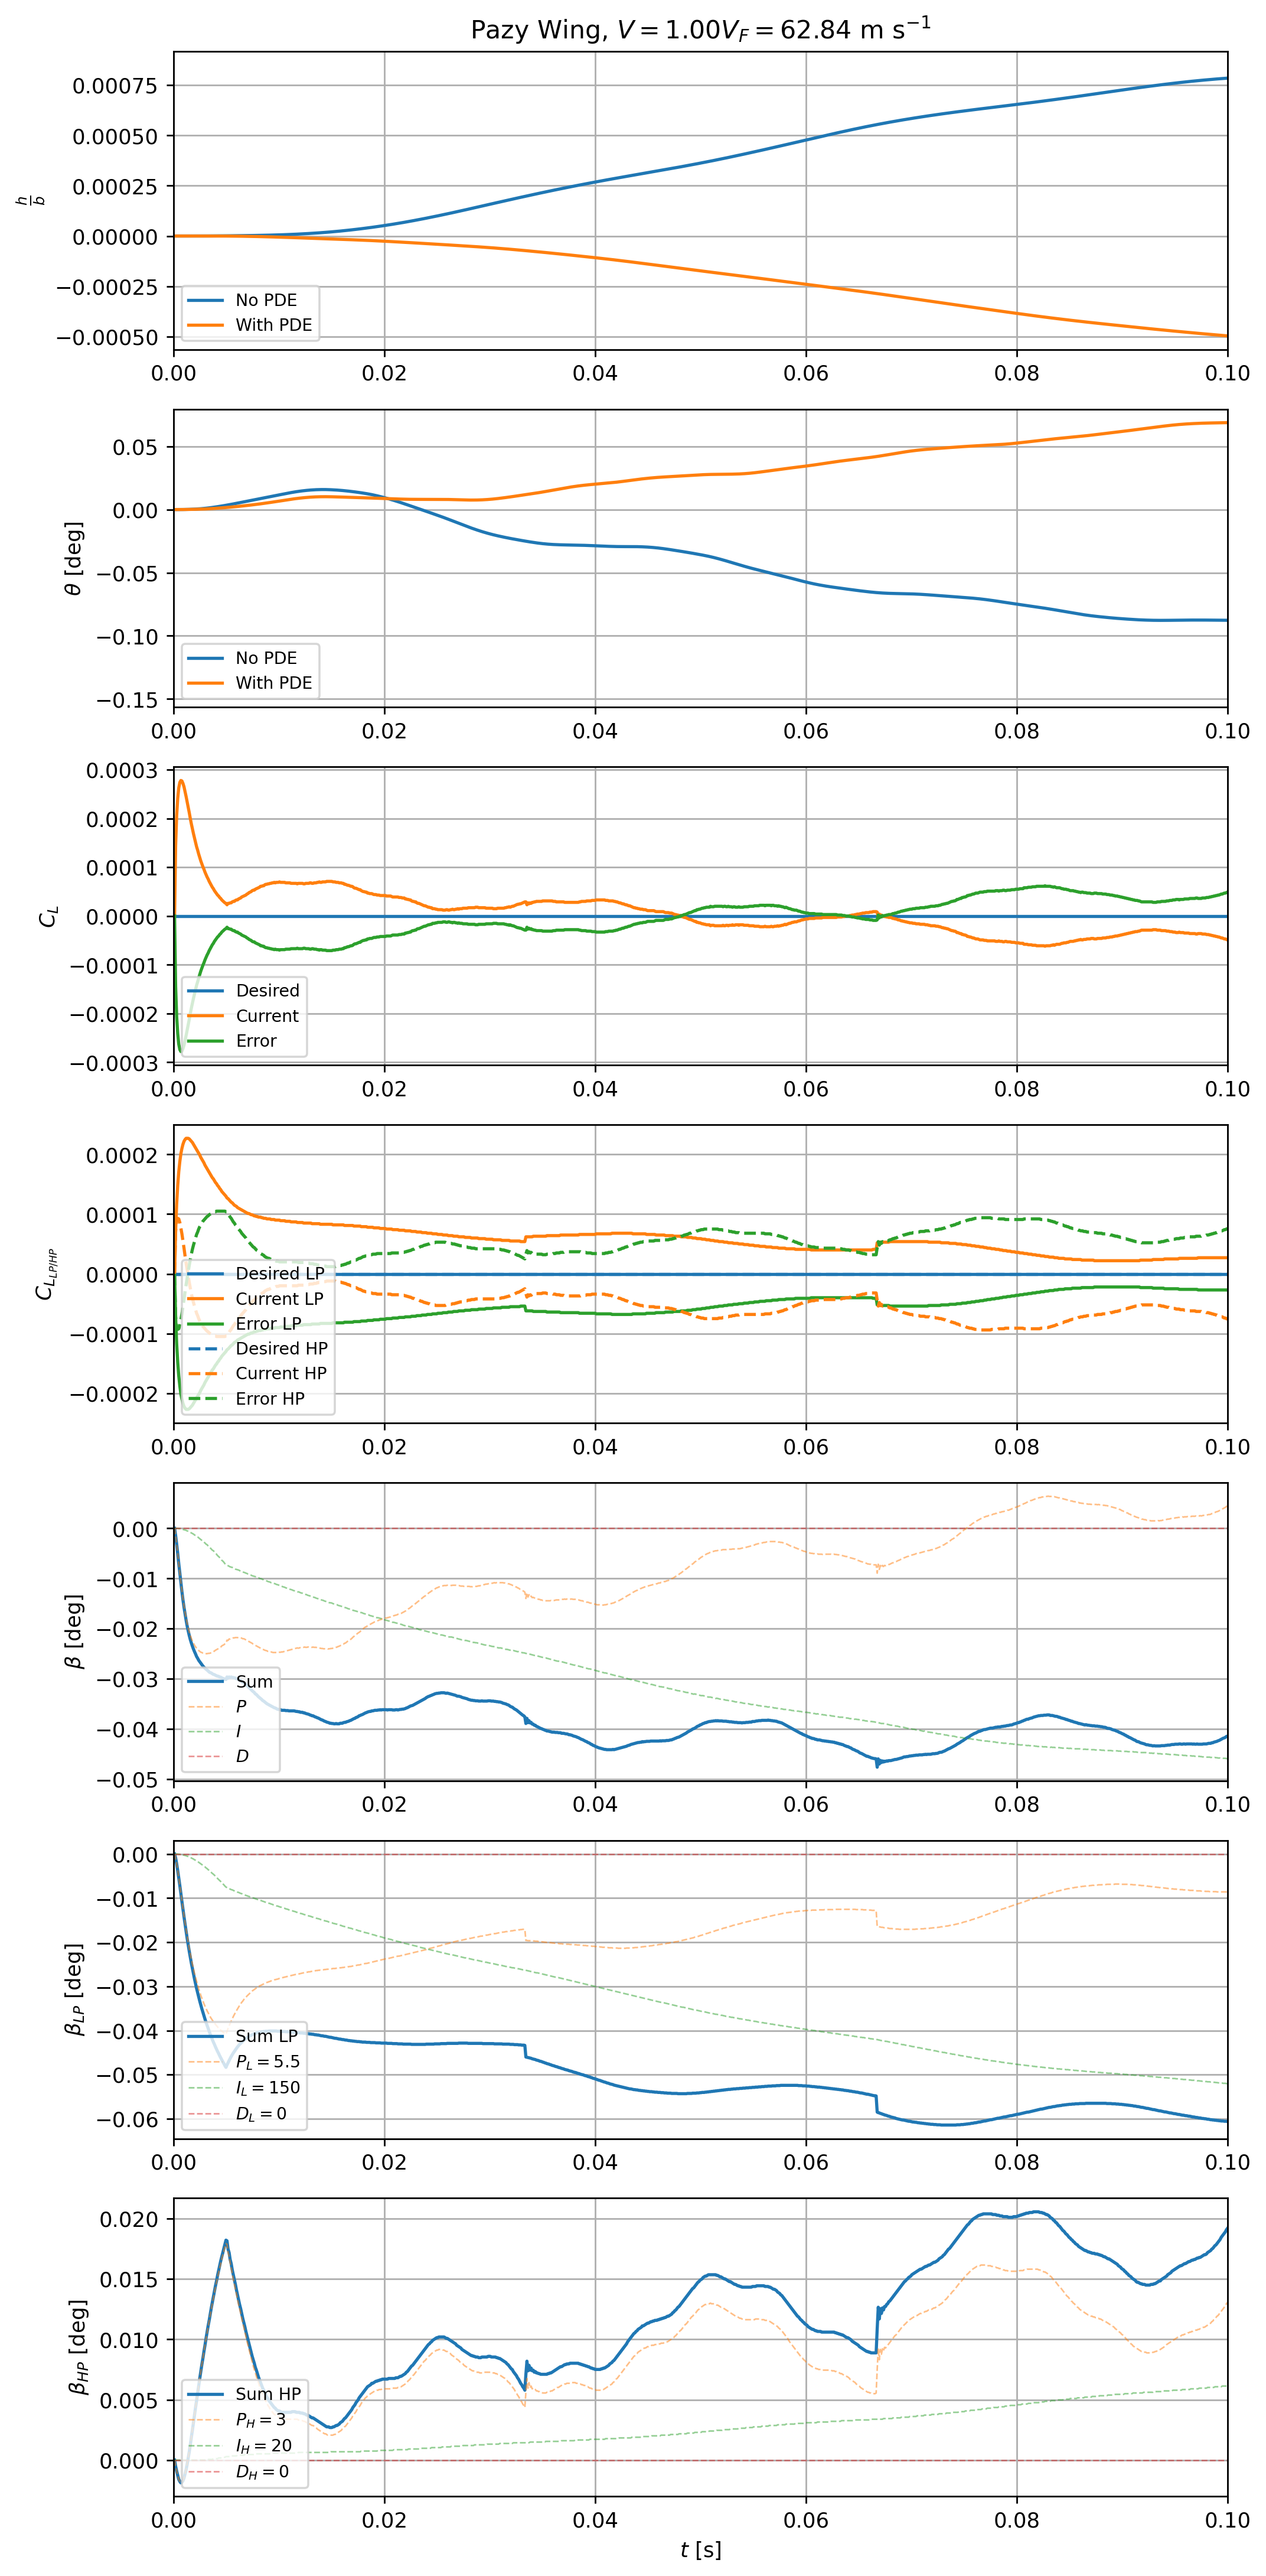 Pazy Wing, V = 1.00V_F = 62.84 m s⁻¹
h/b
0.00075
0.00050
0.00025
0.00000
−0.00025
−0.00050
No PDE
With PDE
0.00 0.02 0.04 0.06 0.08 0.10
θ [deg]
0.05
0.00
−0.05
−0.10
−0.15
No PDE
With PDE
0.00 0.02 0.04 0.06 0.08 0.10
C_L
0.0003
0.0002
0.0001
0.0000
−0.0001
−0.0002
−0.0003
Desired
Current
Error
0.00 0.02 0.04 0.06 0.08 0.10
C_{L_{LP/HP}}
0.0002
0.0001
0.0000
−0.0001
−0.0002
Desired LP
Current LP
Error LP
Desired HP
Current HP
Error HP
0.00 0.02 0.04 0.06 0.08 0.10
β [deg]
0.00
−0.01
−0.02
−0.03
−0.04
−0.05
Sum
P
I
D
0.00 0.02 0.04 0.06 0.08 0.10
β_{LP} [deg]
0.00
−0.01
−0.02
−0.03
−0.04
−0.05
−0.06
Sum LP
P_L = 5.5
I_L = 150
D_L = 0
0.00 0.02 0.04 0.06 0.08 0.10
β_{HP} [deg]
0.020
0.015
0.010
0.005
0.000
Sum HP
P_H = 3
I_H = 20
D_H = 0
0.00 0.02 0.04 0.06 0.08 0.10
t [s]